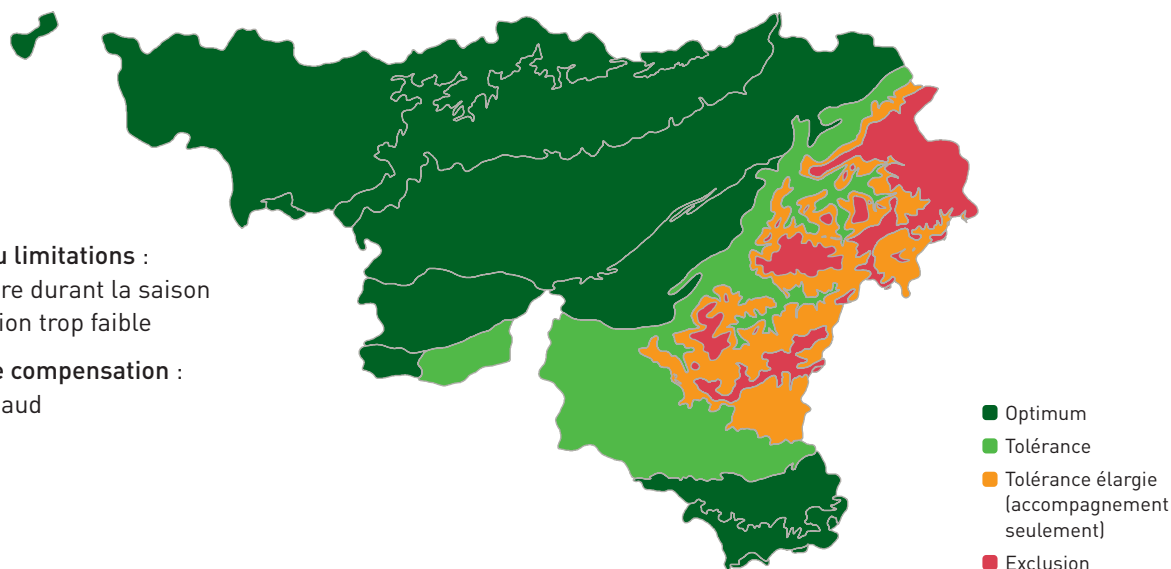 u limitations :
re durant la saison
ion trop faible
e compensation :
aud
Optimum
Tolérance
Tolérance élargie
(accompagnement
seulement)
Exclusion